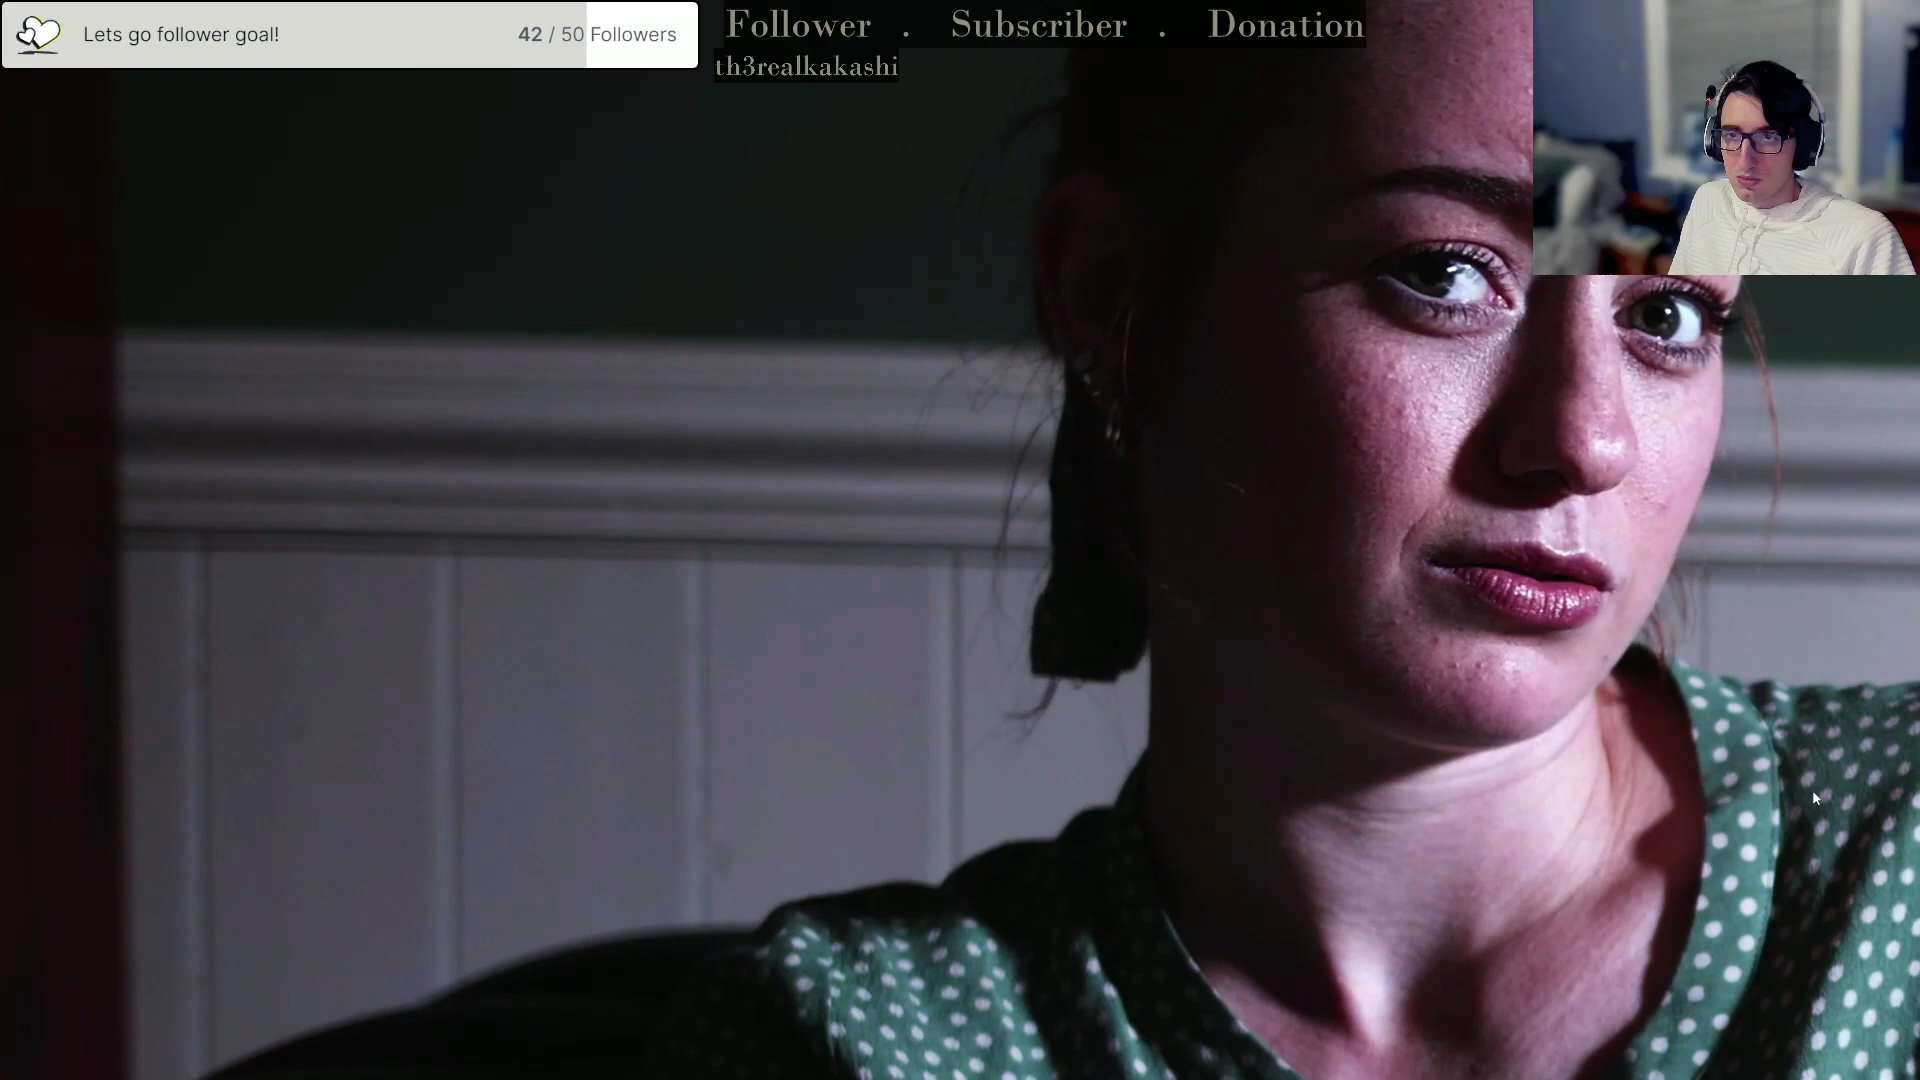 Lets go follower goal!
42 / 50 Followers
Follower . Subscriber . Donation
th3realkakashi